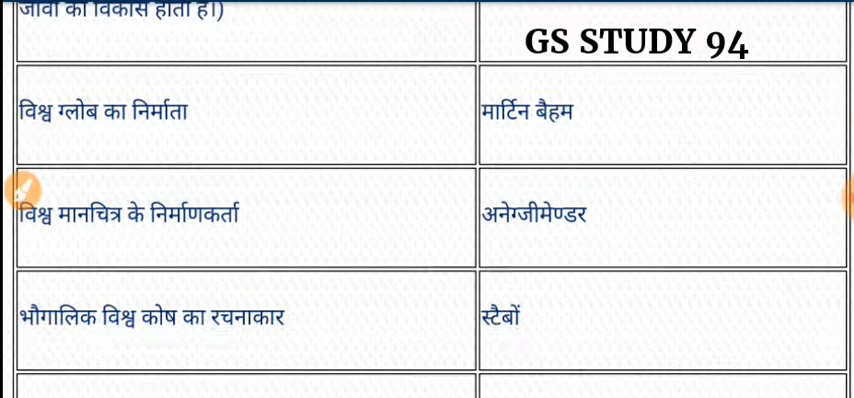 जीवों का विकास होता है।)
GS STUDY 94
विश्व ग्लोब का निर्माता
मार्टिन बैहम
विश्व मानचित्र के निर्माणकर्ता
अनेग्जीमेण्डर
भौगालिक विश्व कोष का रचनाकार
स्टैबों